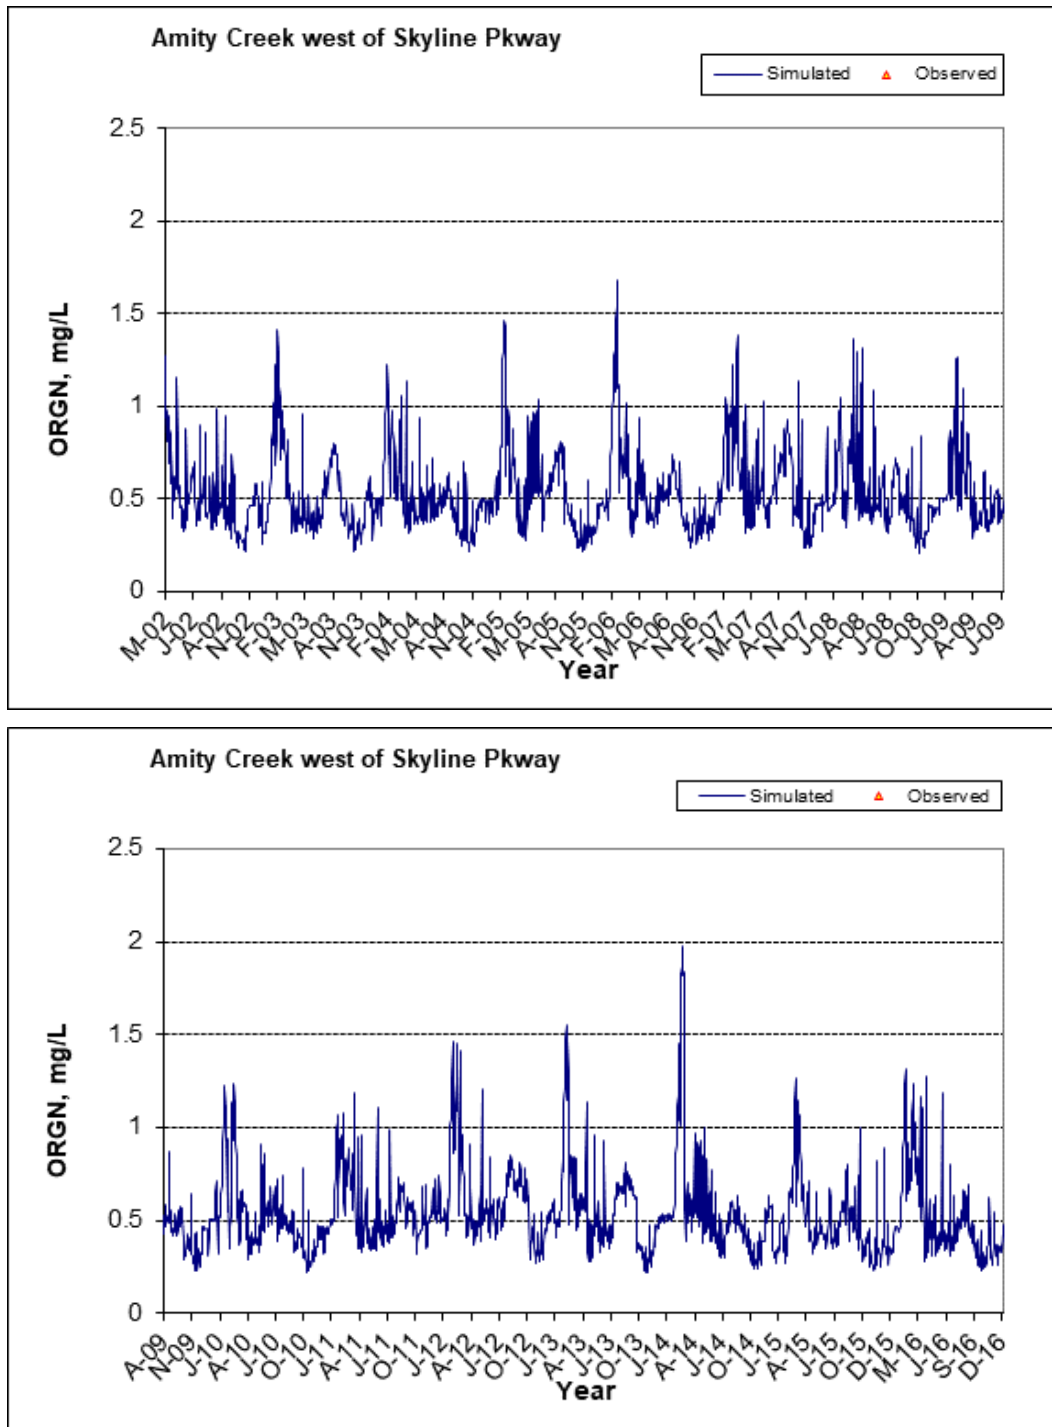 Amity Creek west of Skyline Pkway
Simulated Observed
2.5
2
1.5
1
0.5
0
ORGN, mg/L
M-02 J-02 A-02 N-02 F-03 M-03 A-03 N-03 F-04 M-04 A-04 N-04 F-05 M-05 A-05 N-05 F-06 M-06 A-06 N-06 F-07 M-07 A-07 N-07 J-08 A-08 J-08 O-08 J-09 A-09 J-09
Year
Amity Creek west of Skyline Pkway
Simulated Observed
2.5
2
1.5
1
0.5
0
ORGN, mg/L
A-09 N-09 J-10 A-10 J-10 O-10 J-11 A-11 J-11 O-11 J-12 A-12 J-12 O-12 J-13 A-13 J-13 O-13 J-14 A-14 J-14 O-14 J-15 A-15 J-15 O-15 D-15 M-16 J-16 S-16 D-16
Year